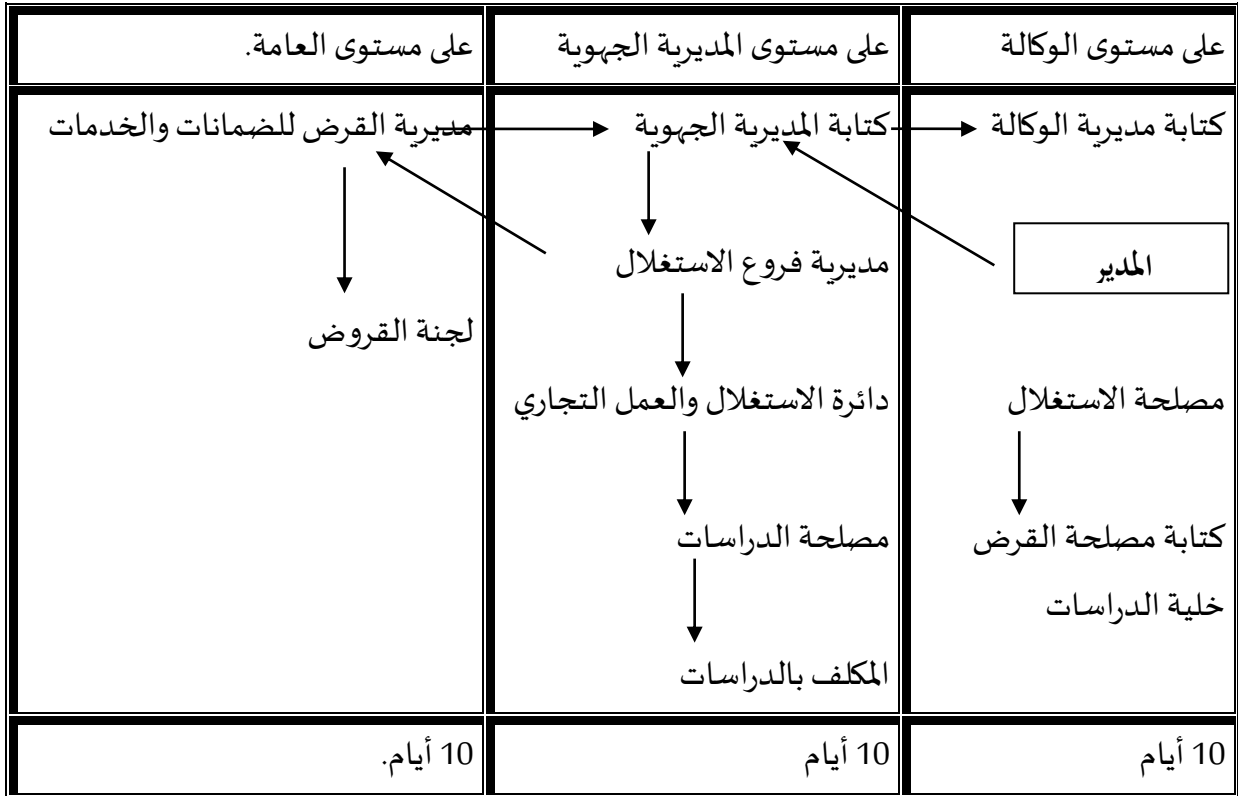 على مستوى الوكالة
على مستوى المديرية الجهوية
على مستوى العامة.
كتابة مديرية الوكالة
كتابة المديرية الجهوية
مديرية القرض للضمانات والخدمات
المدير
مديرية فروع الاستغلال
لجنة القروض
مصلحة الاستغلال
دائرة الاستغلال والعمل التجاري
كتابة مصلحة القرض
مصلحة الدراسات
خلية الدراسات
المكلف بالدراسات
10 أيام
10 أيام
10 أيام.